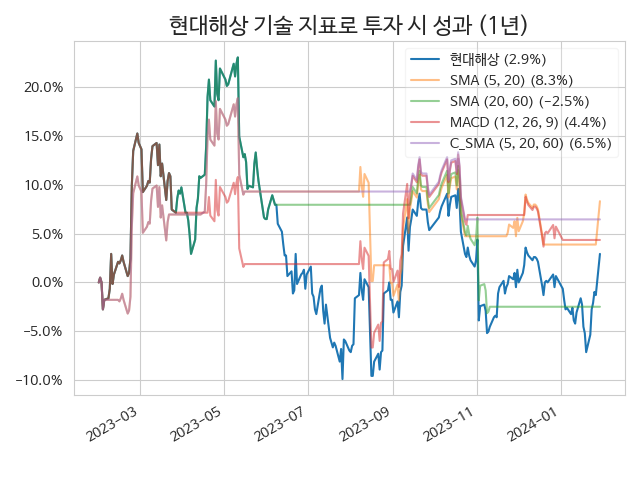 현대해상 기술 지표로 투자 시 성과 (1년)
현대해상 (2.9%)
SMA (5, 20) (8.3%)
SMA (20, 60) (−2.5%)
MACD (12, 26, 9) (4.4%)
C_SMA (5, 20, 60) (6.5%)
20.0%
15.0%
10.0%
5.0%
0.0%
−5.0%
−10.0%
2023−03
2023−05
2023−07
2023−09
2023−11
2024−01